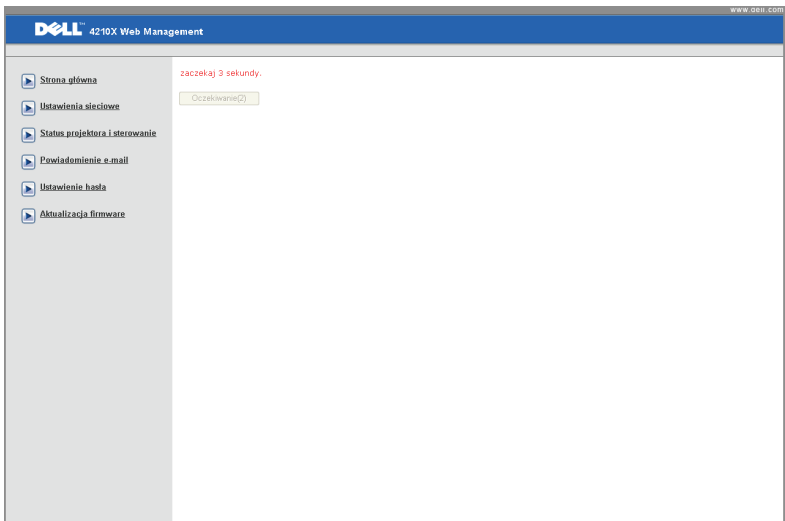 www.dell.com
DELL™ 4210X Web Management
Strona główna
Ustawienia sieciowe
Status projektora i sterowanie
Powiadomienie e-mail
Ustawienie hasła
Aktualizacja firmware
zaczekaj 3 sekundy.
Oczekiwanie(2)